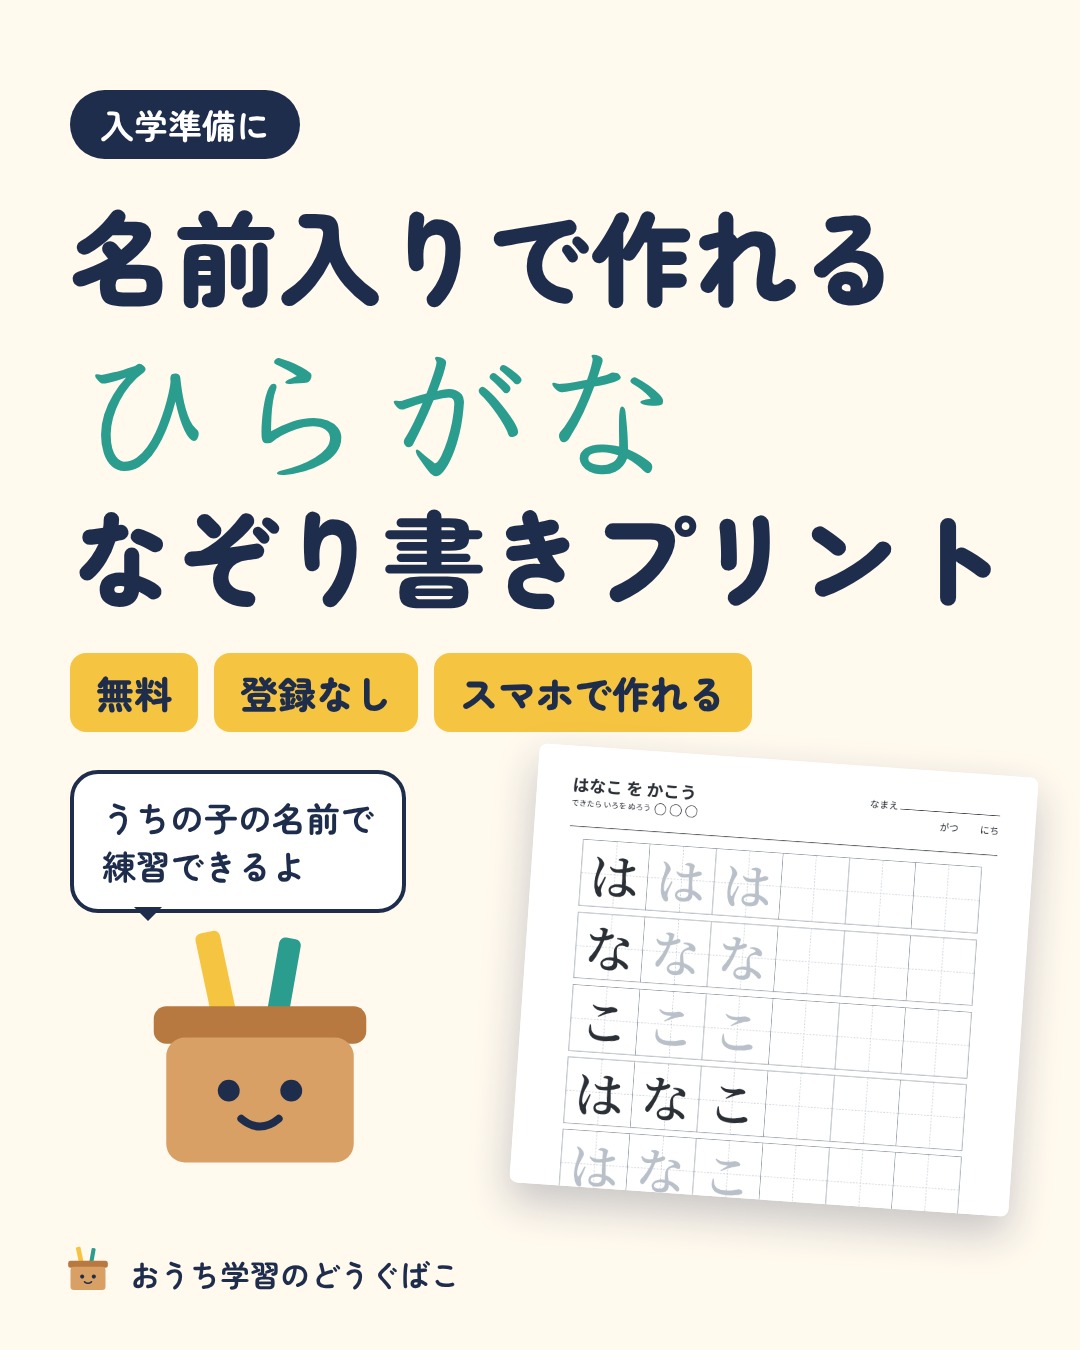 入学準備に
名前入りで作れる
ひらがな
なぞり書きプリント
無料
登録なし
スマホで作れる
うちの子の名前で
練習できるよ
はなこ を かこう
できたら いろを ぬろう ◯◯◯
なまえ
がつ にち
は は は
な な な
こ こ こ
は な こ
は な こ
おうち学習のどうぐばこ